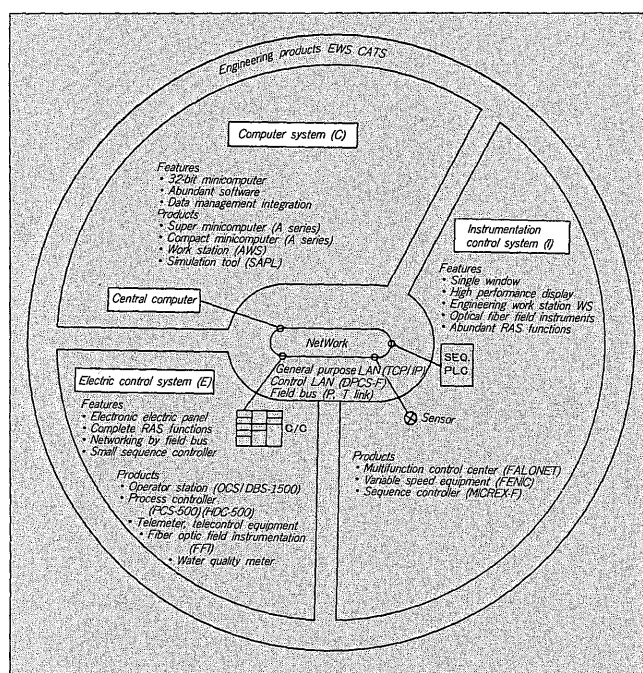 Engineering products EWS CATS
Computer system (C)
Features
• 32-bit minicomputer
• Abundant software
• Data management integration
Products
• Super minicomputer (A series)
• Compact minicomputer (A series)
• Work station (AWS)
• Simulation tool (SAPL)
Instrumentation
control system (I)
Features
• Single window
• High performance display
• Engineering work station WS
• Optical fiber field instruments
• Abundant RAS functions
Central computer
NetWork
SEQ.
PLC
General purpose LAN (TCP/IP)
Control LAN (DPCS-F)
Field bus (P, T link)
Electric control system (E)
Features
• Electronic electric panel
• Complete RAS functions
• Networking by field bus
• Small sequence controller
C/C
Sensor
Products
• Operator station (OCS/DBS-1500)
• Process controller
(PCS-500)(HDC-500)
• Telemeter, telecontrol equipment
• Fiber optic field instrumentation
(FFI)
• Water quality meter
Products
• Multifunction control center (FALONET)
• Variable speed equipment (FENIC)
• Sequence controller (MICREX-F)